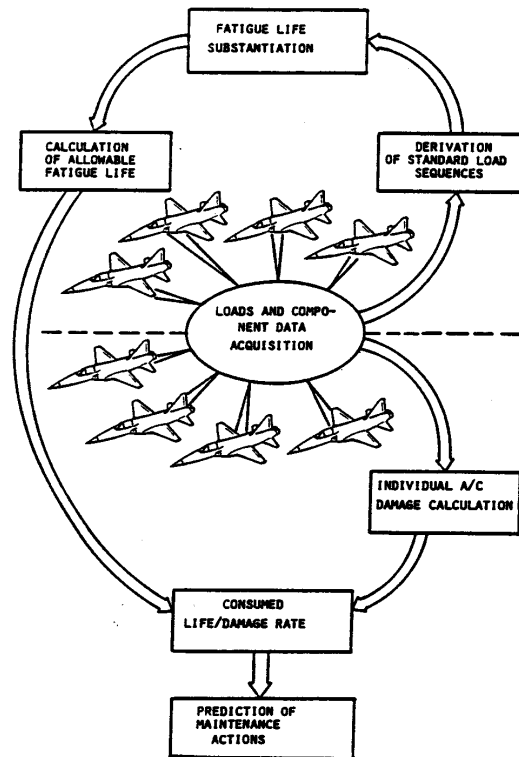 FATIGUE LIFE
SUBSTANTIATION
CALCULATION
OF ALLOWABLE
FATIGUE LIFE
DERIVATION
OF STANDARD LOAD
SEQUENCES
LOADS AND COMPO-
NENT DATA
ACQUISITION
INDIVIDUAL A/C
DAMAGE CALCULATION
CONSUMED
LIFE/DAMAGE RATE
PREDICTION OF
MAINTENANCE
ACTIONS